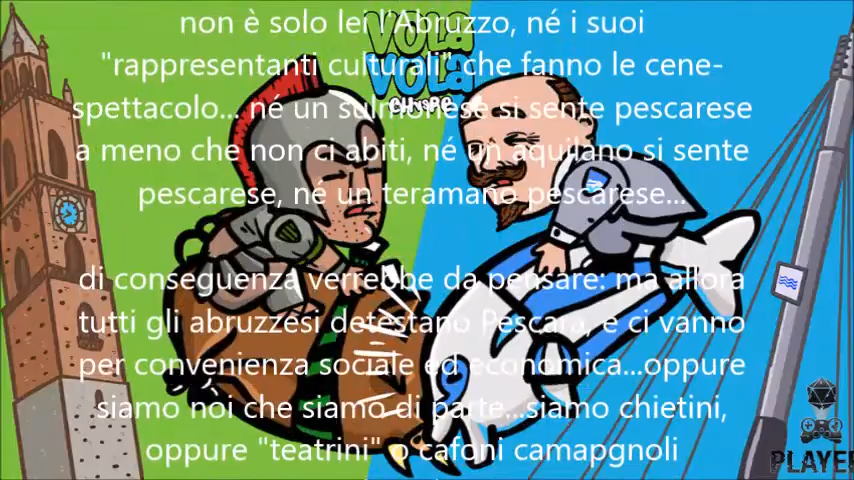 non è solo lei l'Abruzzo, né i suoi
"rappresentanti culturali" che fanno le cene-
spettacolo... né un sulmonese si sente pescarese
a meno che non ci abiti, né un aquilano si sente
pescarese, né un teramano pescarese...
di conseguenza verrebbe da pensare: ma allora
tutti gli abruzzesi detestano Pescara, e ci vanno
per convenienza sociale ed economica...oppure
siamo noi che siamo di parte...siamo chietini,
oppure "teatrini" o cafoni camapgnoli
VOLA
VOLA
CH vs PE
PLAYER